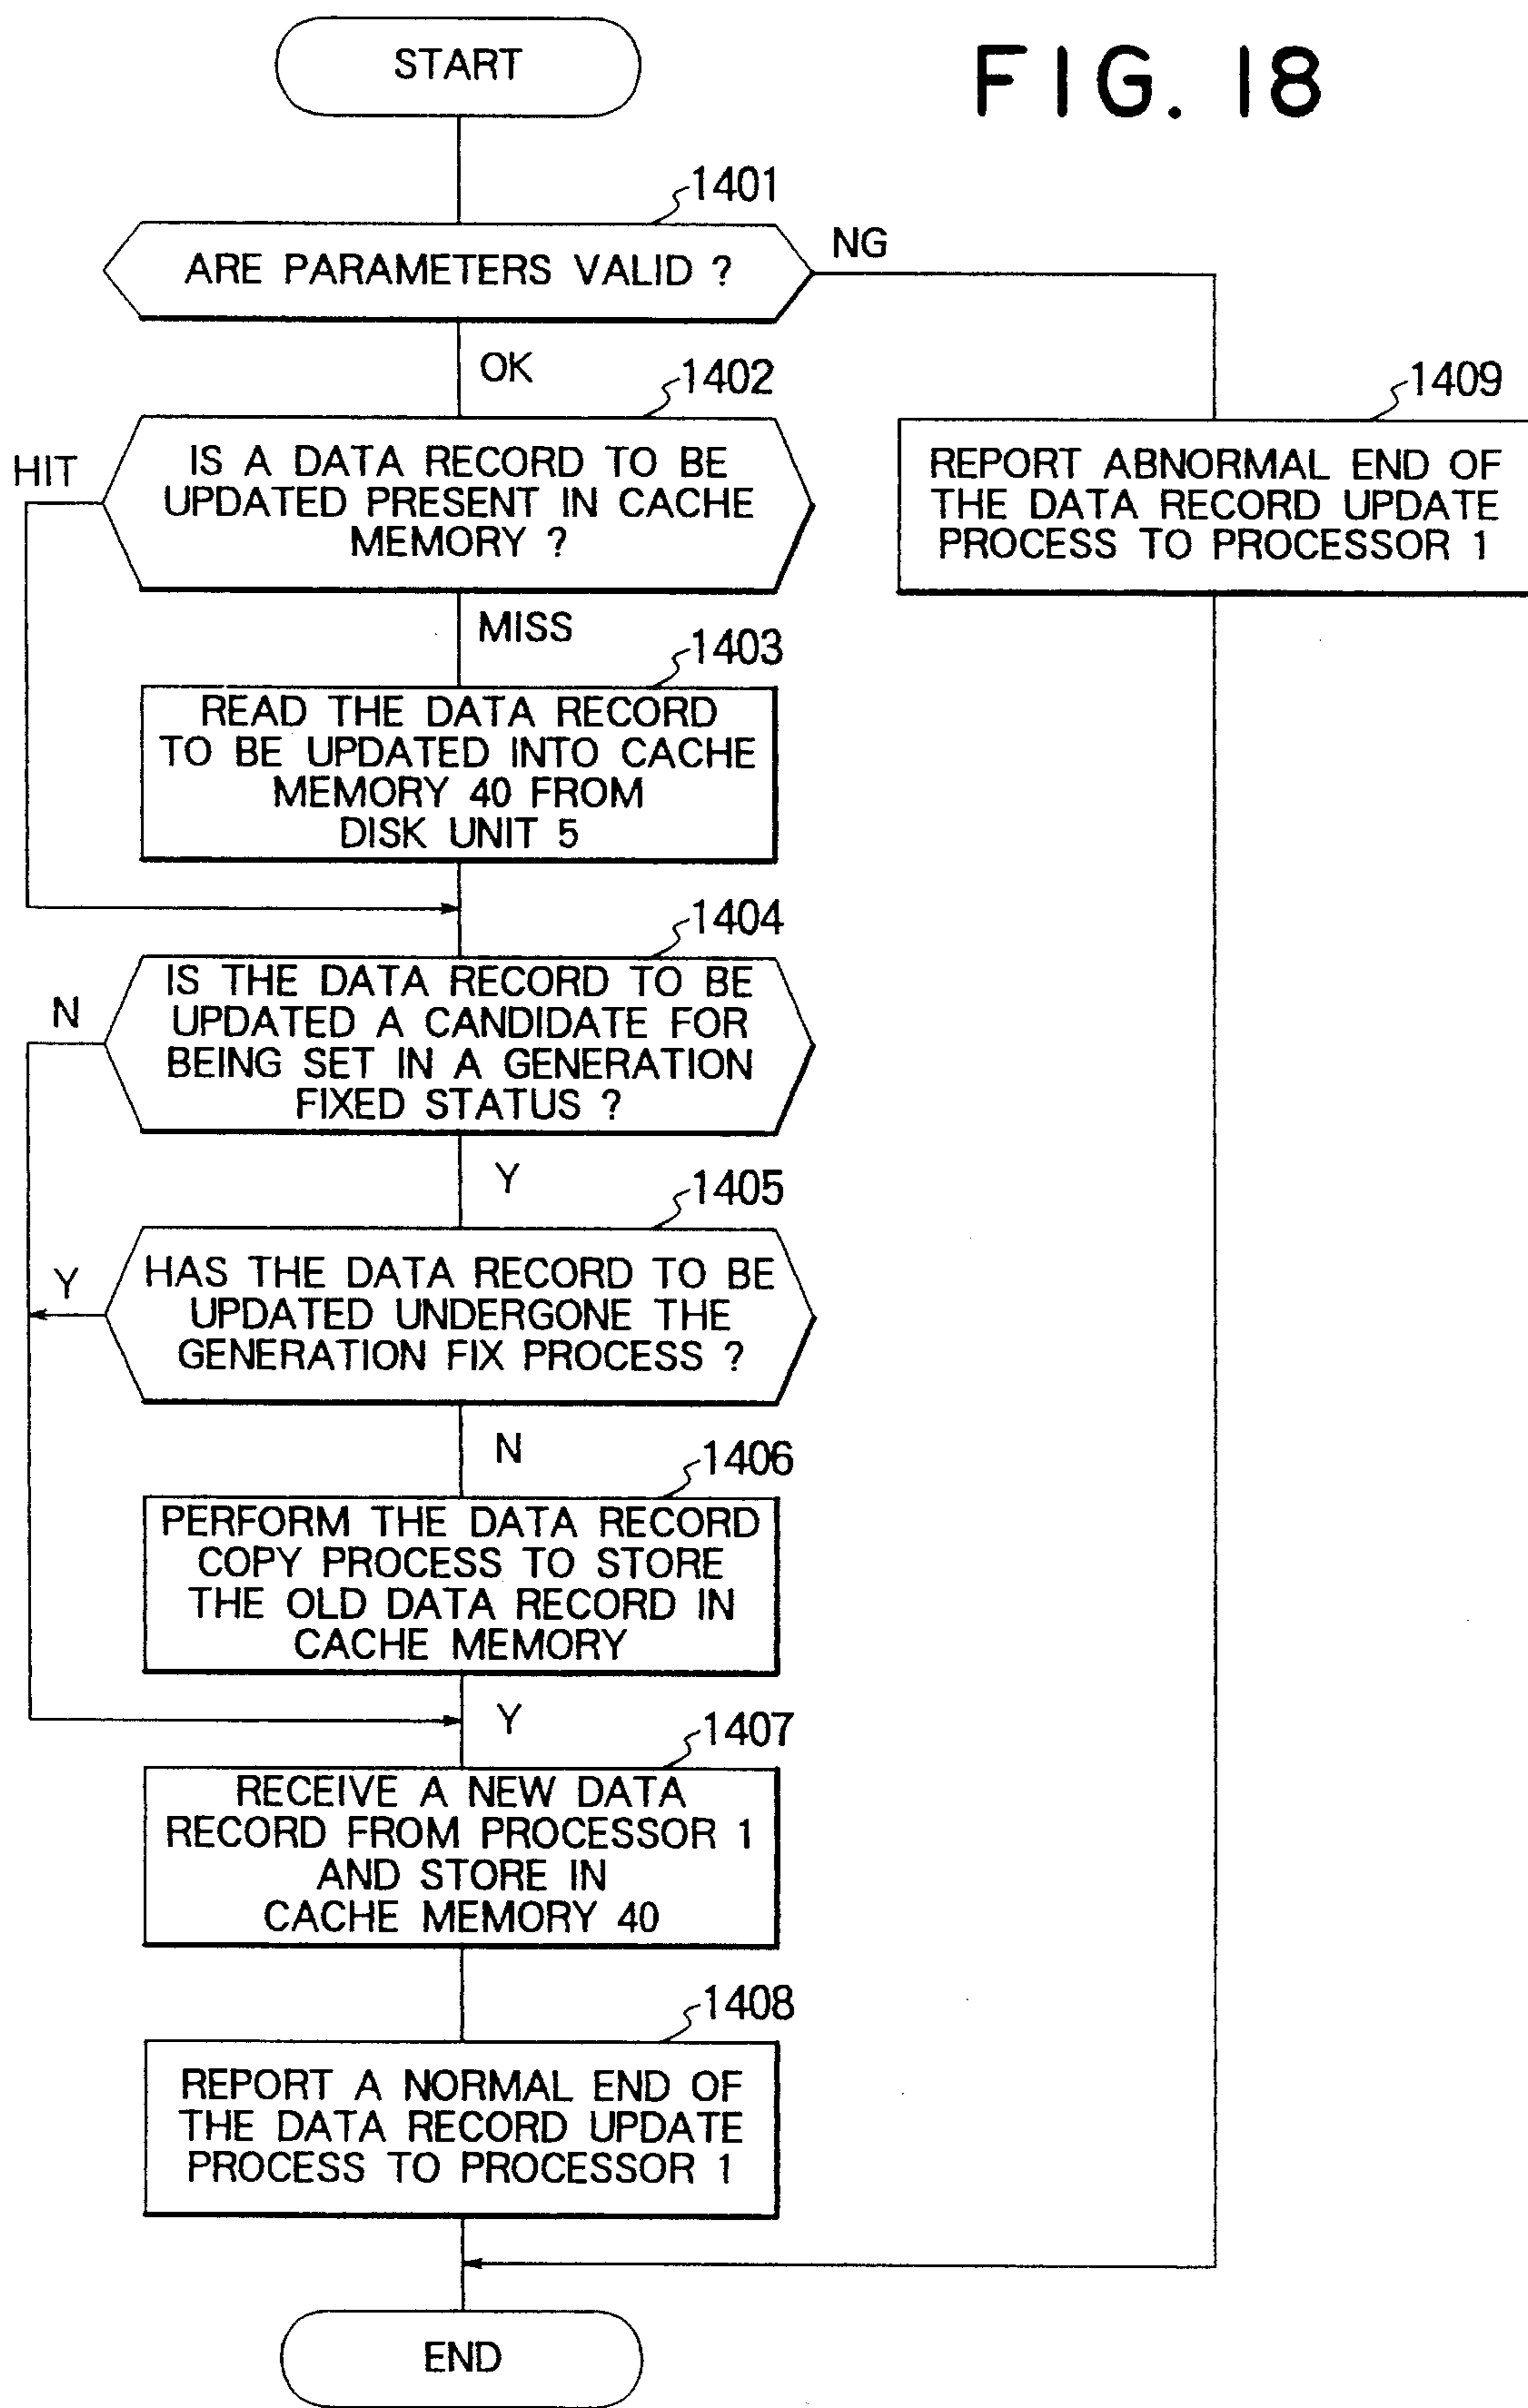 FIG. 18
START
1401
ARE PARAMETERS VALID ?
NG
OK
1402
HIT
IS A DATA RECORD TO BE
UPDATED PRESENT IN CACHE
MEMORY ?
1409
REPORT ABNORMAL END OF
THE DATA RECORD UPDATE
PROCESS TO PROCESSOR 1
MISS
1403
READ THE DATA RECORD
TO BE UPDATED INTO CACHE
MEMORY 40 FROM
DISK UNIT 5
1404
N
IS THE DATA RECORD TO BE
UPDATED A CANDIDATE FOR
BEING SET IN A GENERATION
FIXED STATUS ?
Y
1405
Y
HAS THE DATA RECORD TO BE
UPDATED UNDERGONE THE
GENERATION FIX PROCESS ?
N
1406
PERFORM THE DATA RECORD
COPY PROCESS TO STORE
THE OLD DATA RECORD IN
CACHE MEMORY
Y
1407
RECEIVE A NEW DATA
RECORD FROM PROCESSOR 1
AND STORE IN
CACHE MEMORY 40
1408
REPORT A NORMAL END OF
THE DATA RECORD UPDATE
PROCESS TO PROCESSOR 1
END